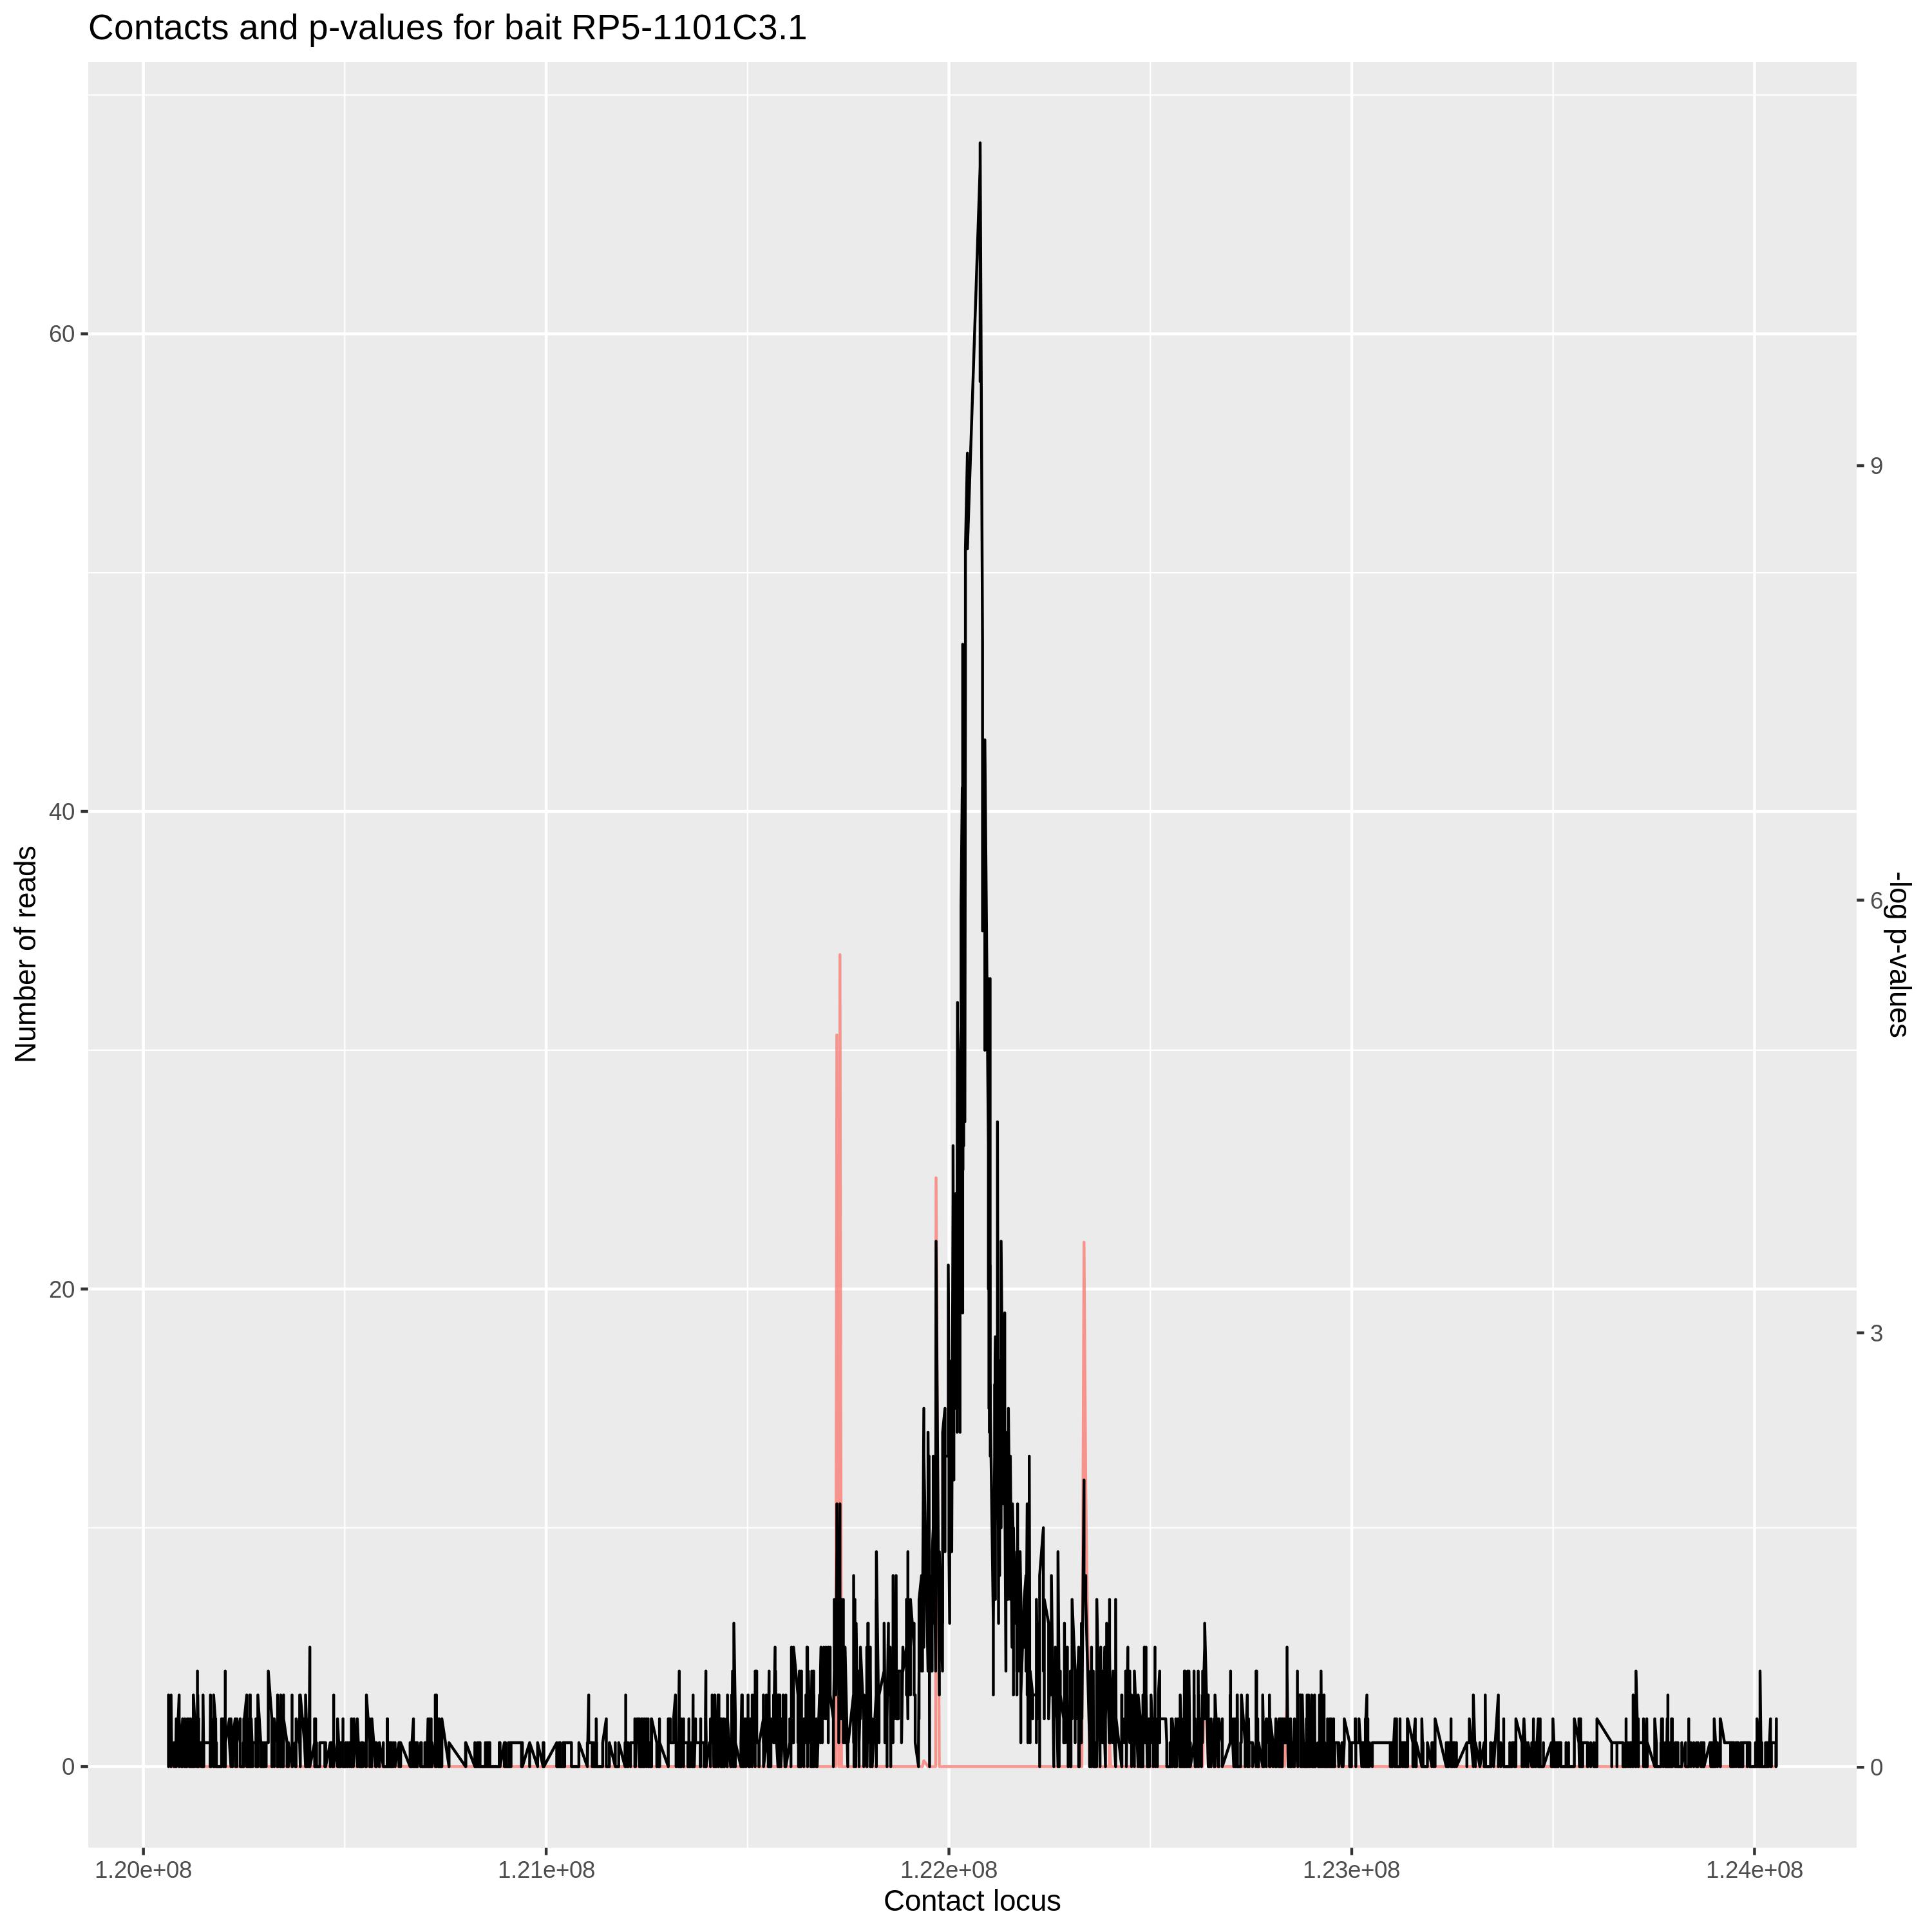 Contacts and p-values for bait RP5-1101C3.1
60
40
20
0
Number of reads
9
6
3
0
-log p-values
1.20e+08 1.21e+08 1.22e+08 1.23e+08 1.24e+08
Contact locus